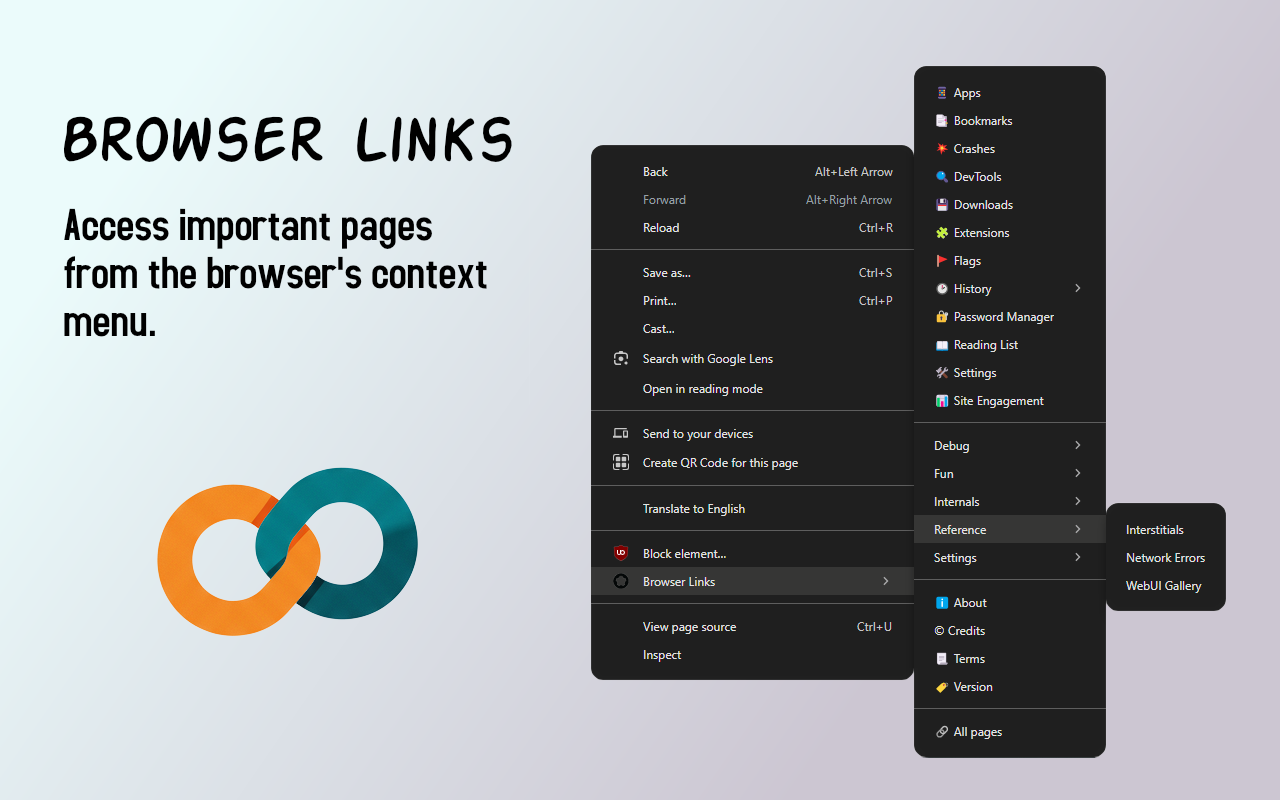 BROWSER LINKS
Access important pages
from the browser's context
menu.
Back Alt+Left Arrow
Forward Alt+Right Arrow
Reload Ctrl+R
Save as... Ctrl+S
Print... Ctrl+P
Cast...
Search with Google Lens
Open in reading mode
Send to your devices
Create QR Code for this page
Translate to English
Block element...
Browser Links
View page source Ctrl+U
Inspect
Apps
Bookmarks
Crashes
DevTools
Downloads
Extensions
Flags
History
Password Manager
Reading List
Settings
Site Engagement
Debug
Fun
Internals
Reference
Settings
About
© Credits
Terms
Version
All pages
Interstitials
Network Errors
WebUI Gallery